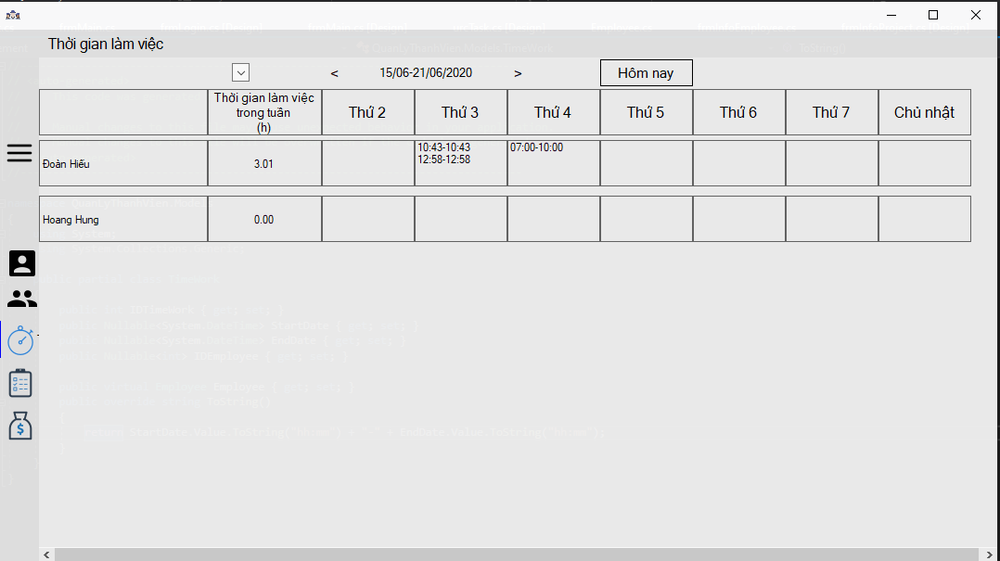 Thời gian làm việc
< 15/06-21/06/2020 > Hôm nay
Thời gian làm việc
trong tuần
(h)
Thứ 2 Thứ 3 Thứ 4 Thứ 5 Thứ 6 Thứ 7 Chủ nhật
Đoàn Hiếu 3.01
10:43-10:43
12:58-12:58
07:00-10:00
Hoang Hung 0.00